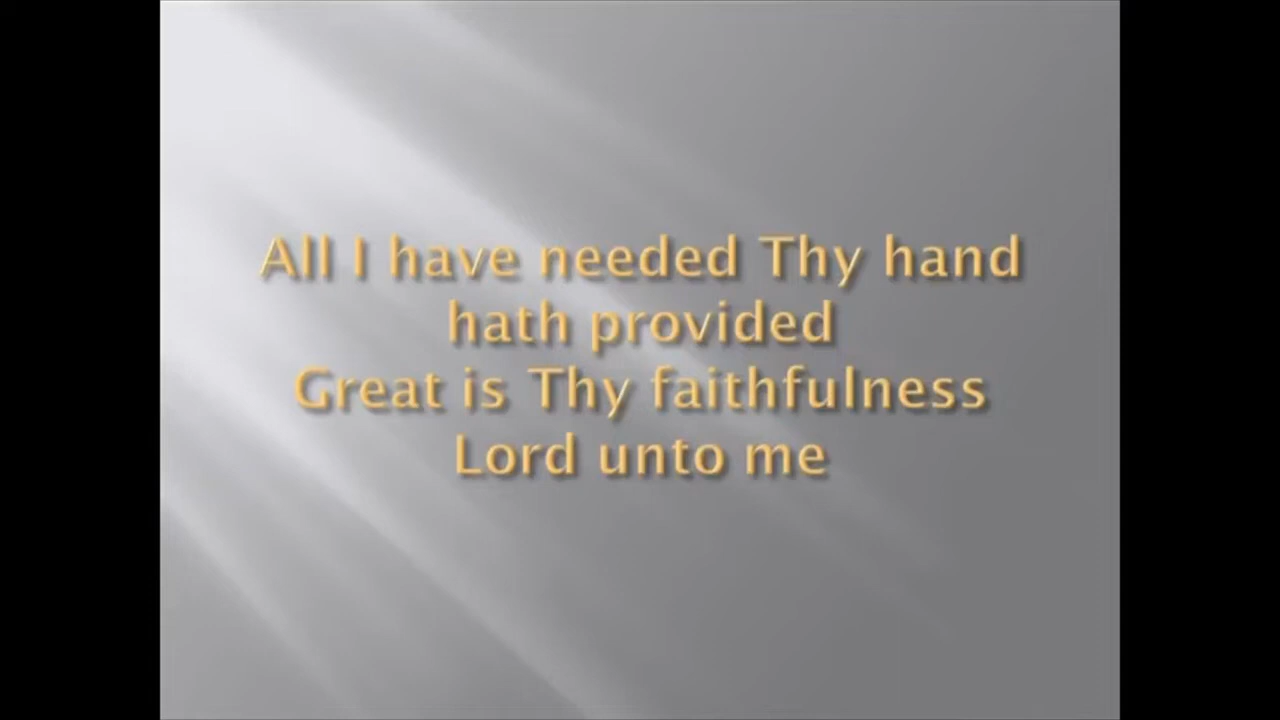 All I have needed Thy hand
hath provided
Great is Thy faithfulness
Lord unto me